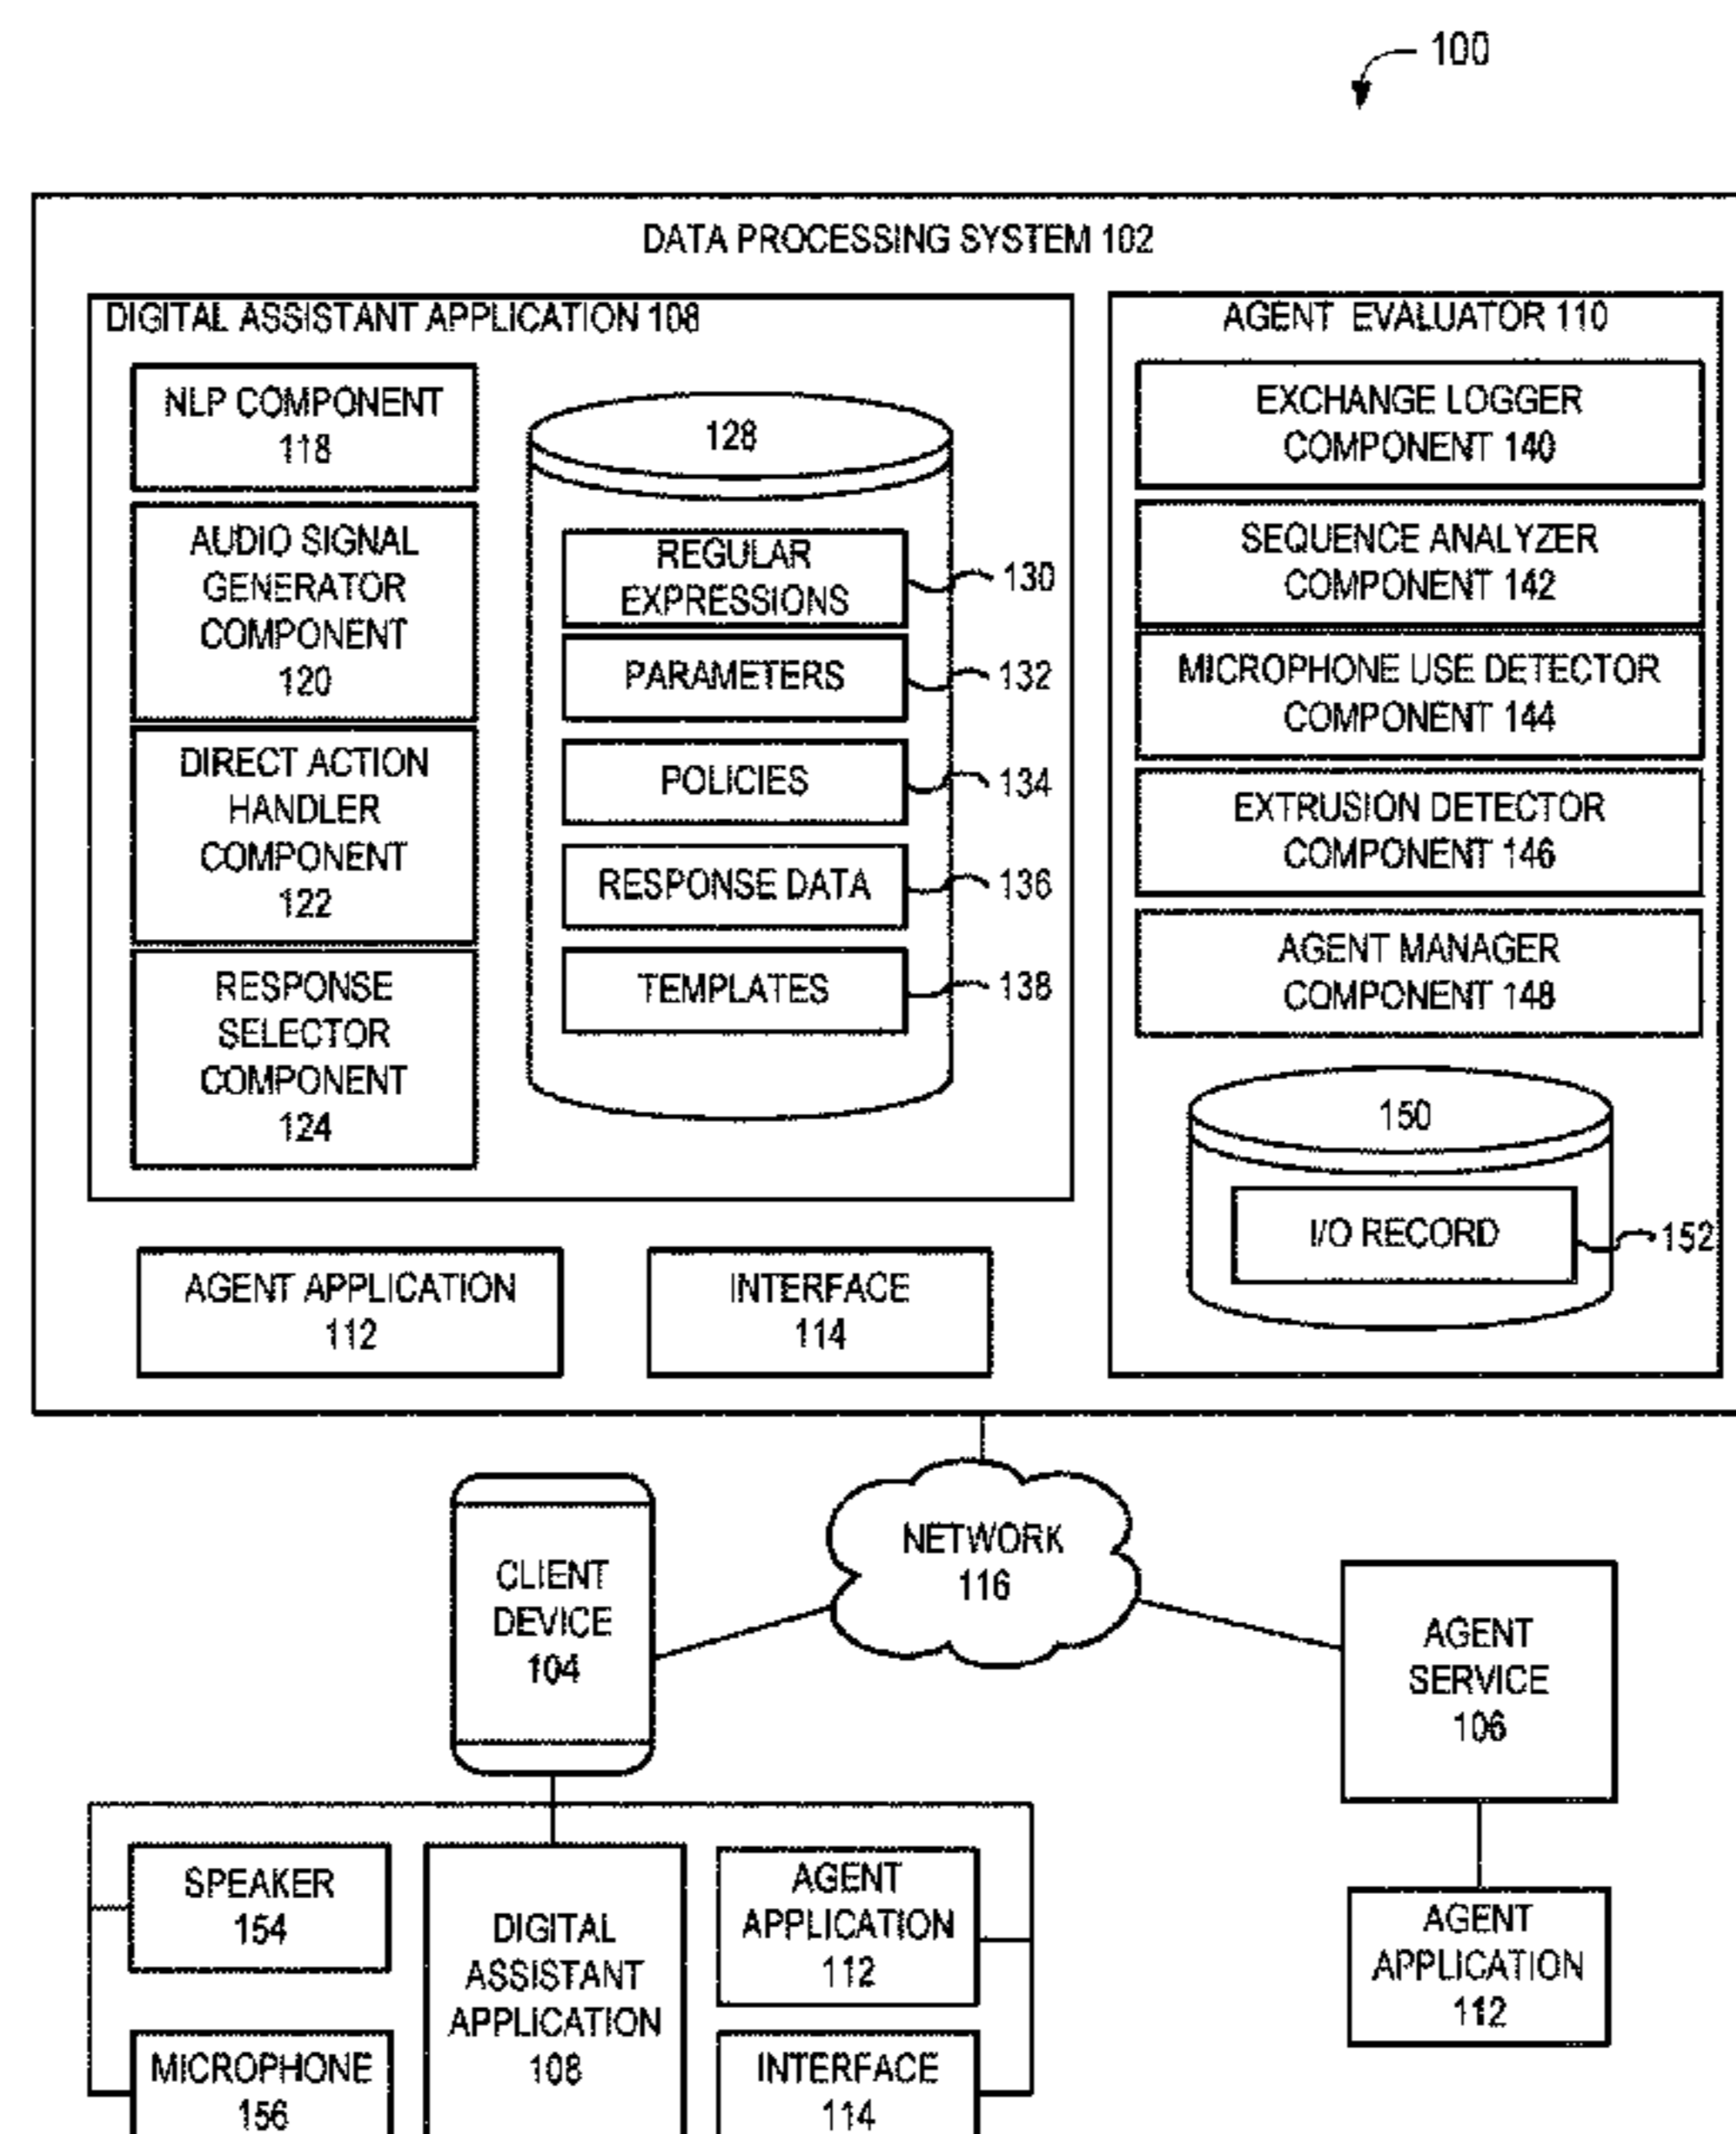 100
DATA PROCESSING SYSTEM 102
DIGITAL ASSISTANT APPLICATION 108
NLP COMPONENT
118
AUDIO SIGNAL
GENERATOR
COMPONENT
120
DIRECT ACTION
HANDLER
COMPONENT
122
RESPONSE
SELECTOR
COMPONENT
124
128
REGULAR
EXPRESSIONS
130
PARAMETERS
132
POLICIES
134
RESPONSE DATA
136
TEMPLATES
138
AGENT EVALUATOR 110
EXCHANGE LOGGER
COMPONENT 140
SEQUENCE ANALYZER
COMPONENT 142
MICROPHONE USE DETECTOR
COMPONENT 144
EXTRUSION DETECTOR
COMPONENT 146
AGENT MANAGER
COMPONENT 148
150
I/O RECORD
152
AGENT APPLICATION
112
INTERFACE
114
NETWORK
116
CLIENT
DEVICE
104
AGENT
SERVICE
106
SPEAKER
154
MICROPHONE
156
DIGITAL
ASSISTANT
APPLICATION
108
AGENT
APPLICATION
112
INTERFACE
114
AGENT
APPLICATION
112